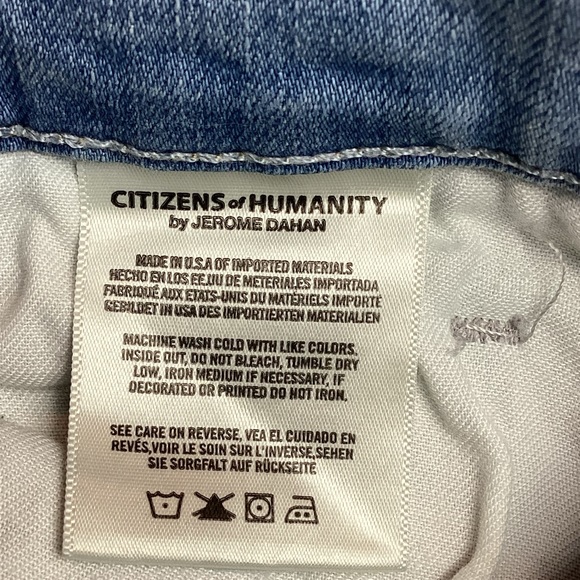 CITIZENS of HUMANITY
by JEROME DAHAN
MADE IN U.S.A OF IMPORTED MATERIALS
HECHO EN LOS EE.UU DE METERIALES IMPORTADA
FABRIQUÉ AUX ETATS-UNIS DU MATÉRIELS IMPORTÉ
GEBILDET IN USA DES IMPORTIERTEN MATERIALIEN
MACHINE WASH COLD WITH LIKE COLORS.
INSIDE OUT, DO NOT BLEACH, TUMBLE DRY
LOW, IRON MEDIUM IF NECESSARY, IF
DECORATED OR PRINTED DO NOT IRON.
SEE CARE ON REVERSE, VEA EL CUIDADO EN
REVÉS,VOIR LE SOIN SUR L'INVERSE,SEHEN
SIE SORGFALT AUF RÜCKSEITE